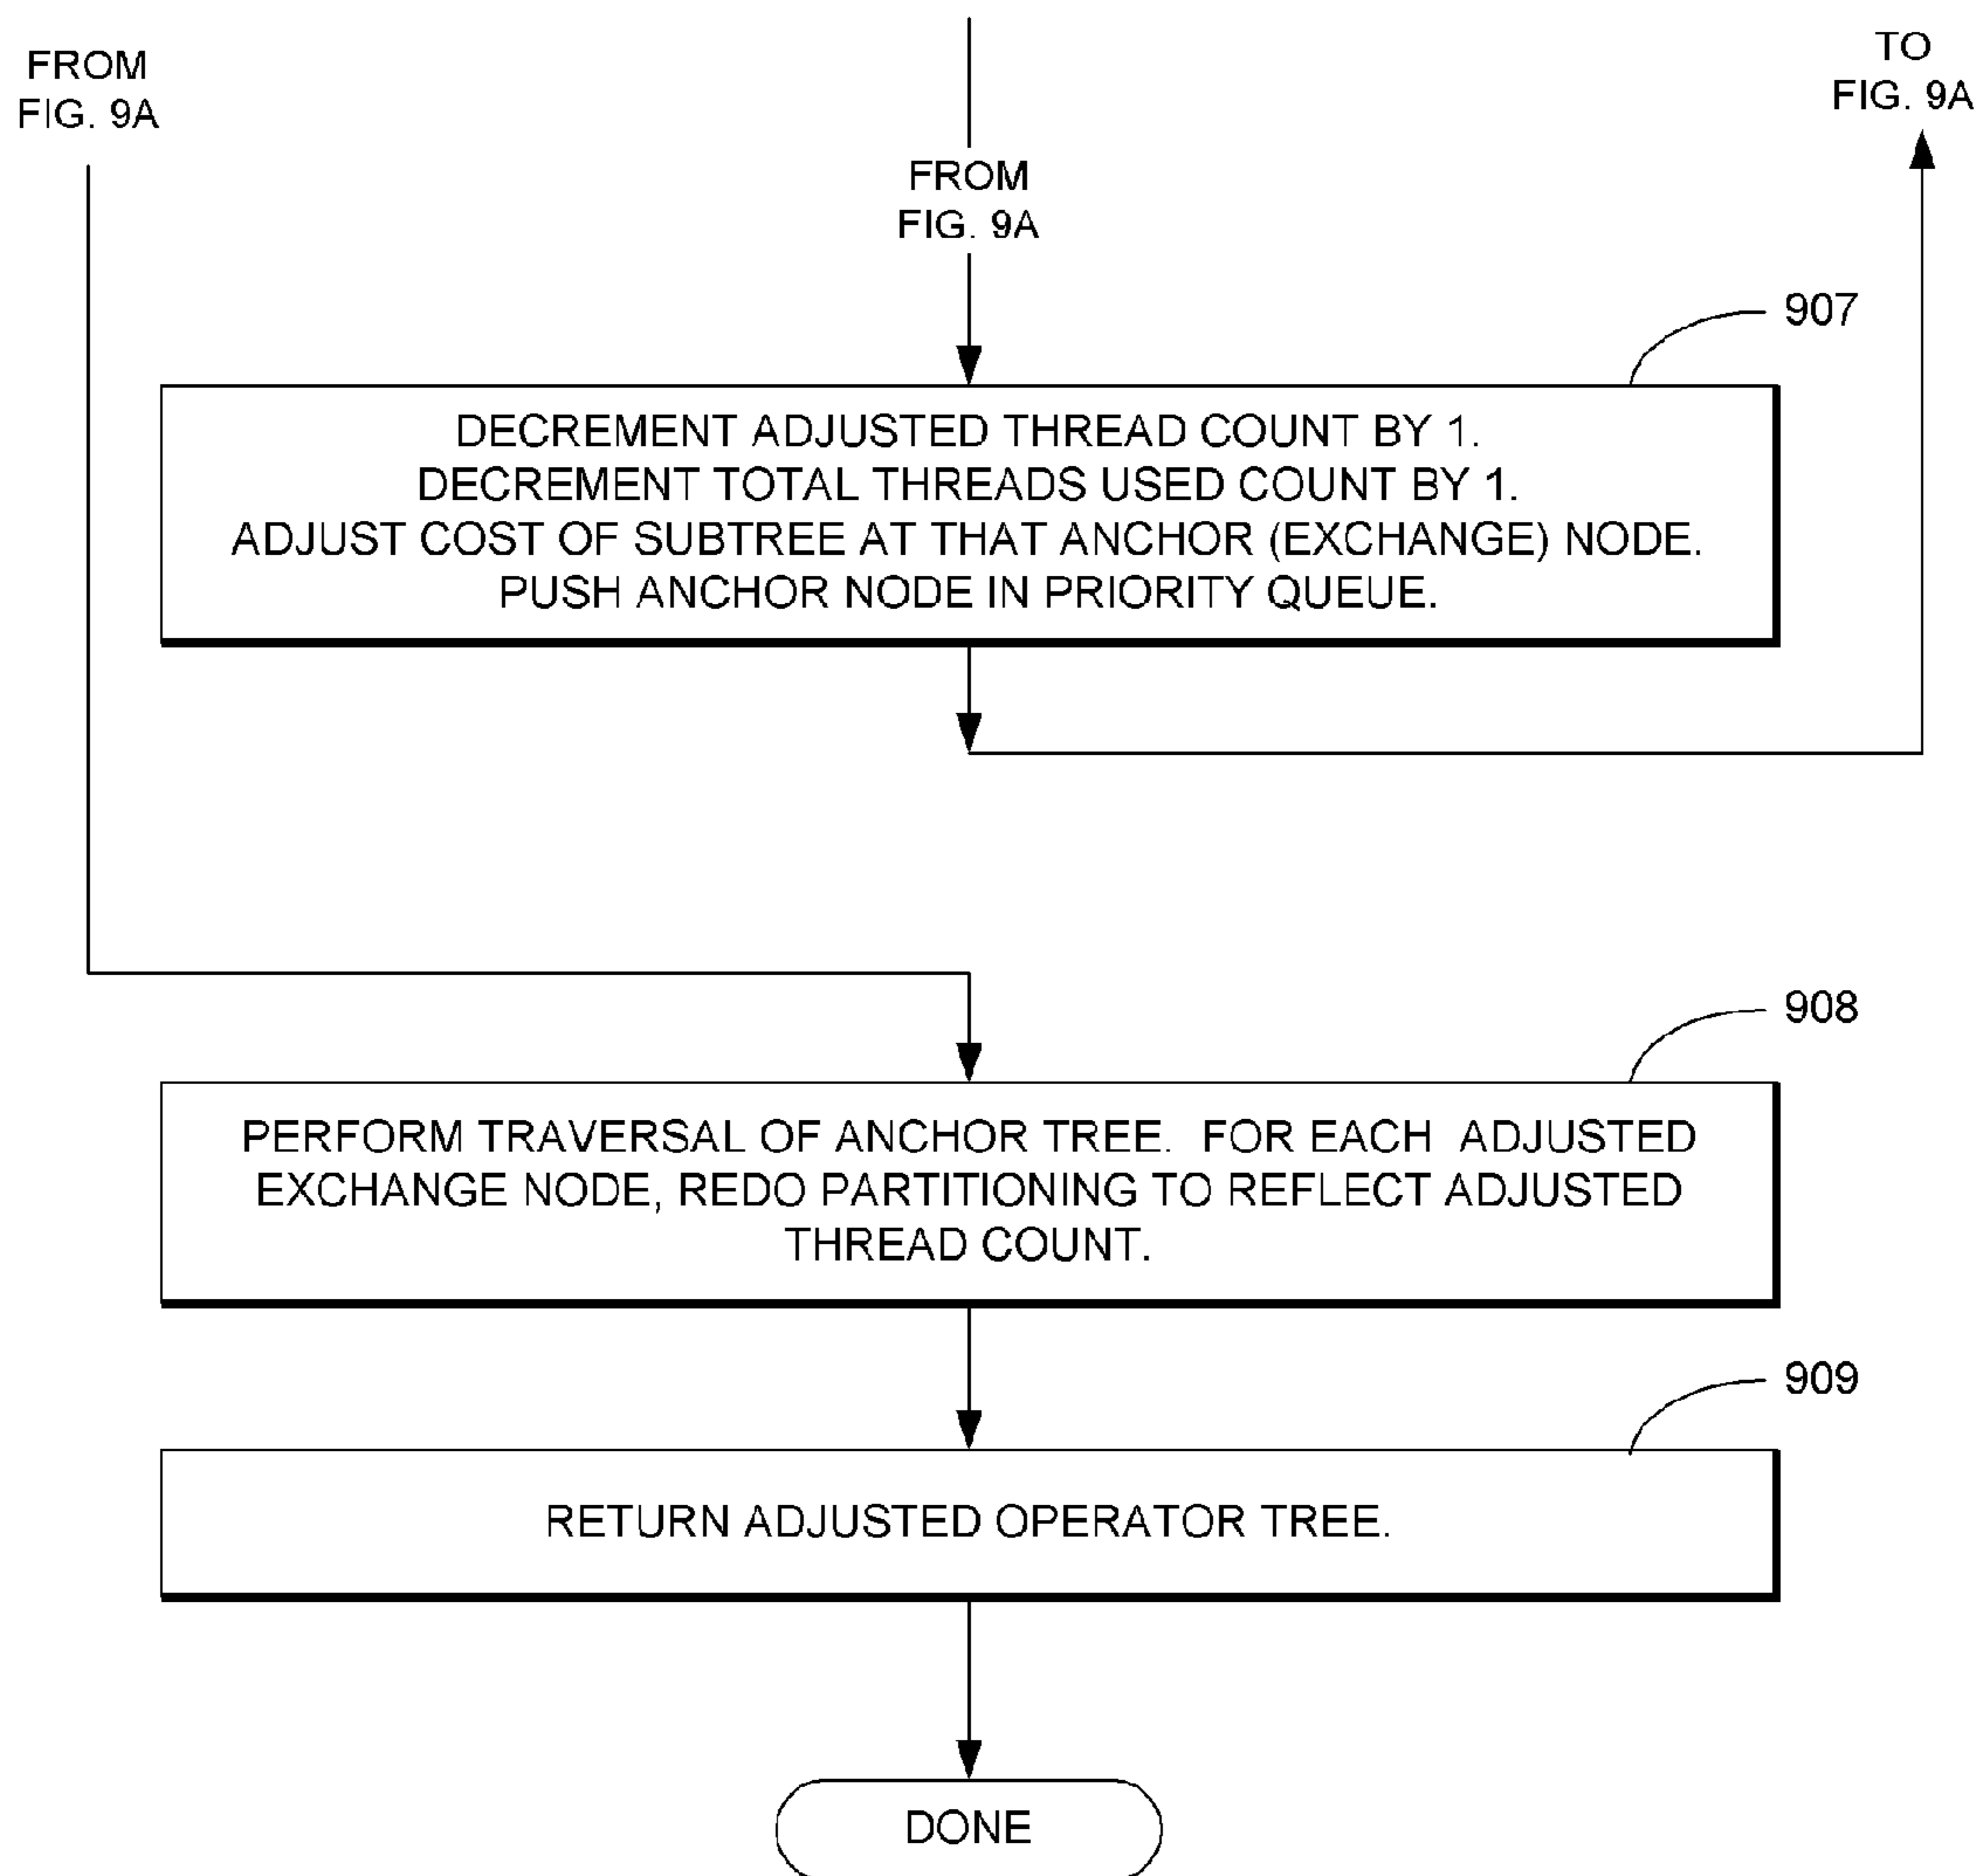 FROM
FIG. 9A
TO
FIG. 9A
FROM
FIG. 9A
907
DECREMENT ADJUSTED THREAD COUNT BY 1.
DECREMENT TOTAL THREADS USED COUNT BY 1.
ADJUST COST OF SUBTREE AT THAT ANCHOR (EXCHANGE) NODE.
PUSH ANCHOR NODE IN PRIORITY QUEUE.
908
PERFORM TRAVERSAL OF ANCHOR TREE. FOR EACH ADJUSTED
EXCHANGE NODE, REDO PARTITIONING TO REFLECT ADJUSTED
THREAD COUNT.
909
RETURN ADJUSTED OPERATOR TREE.
DONE